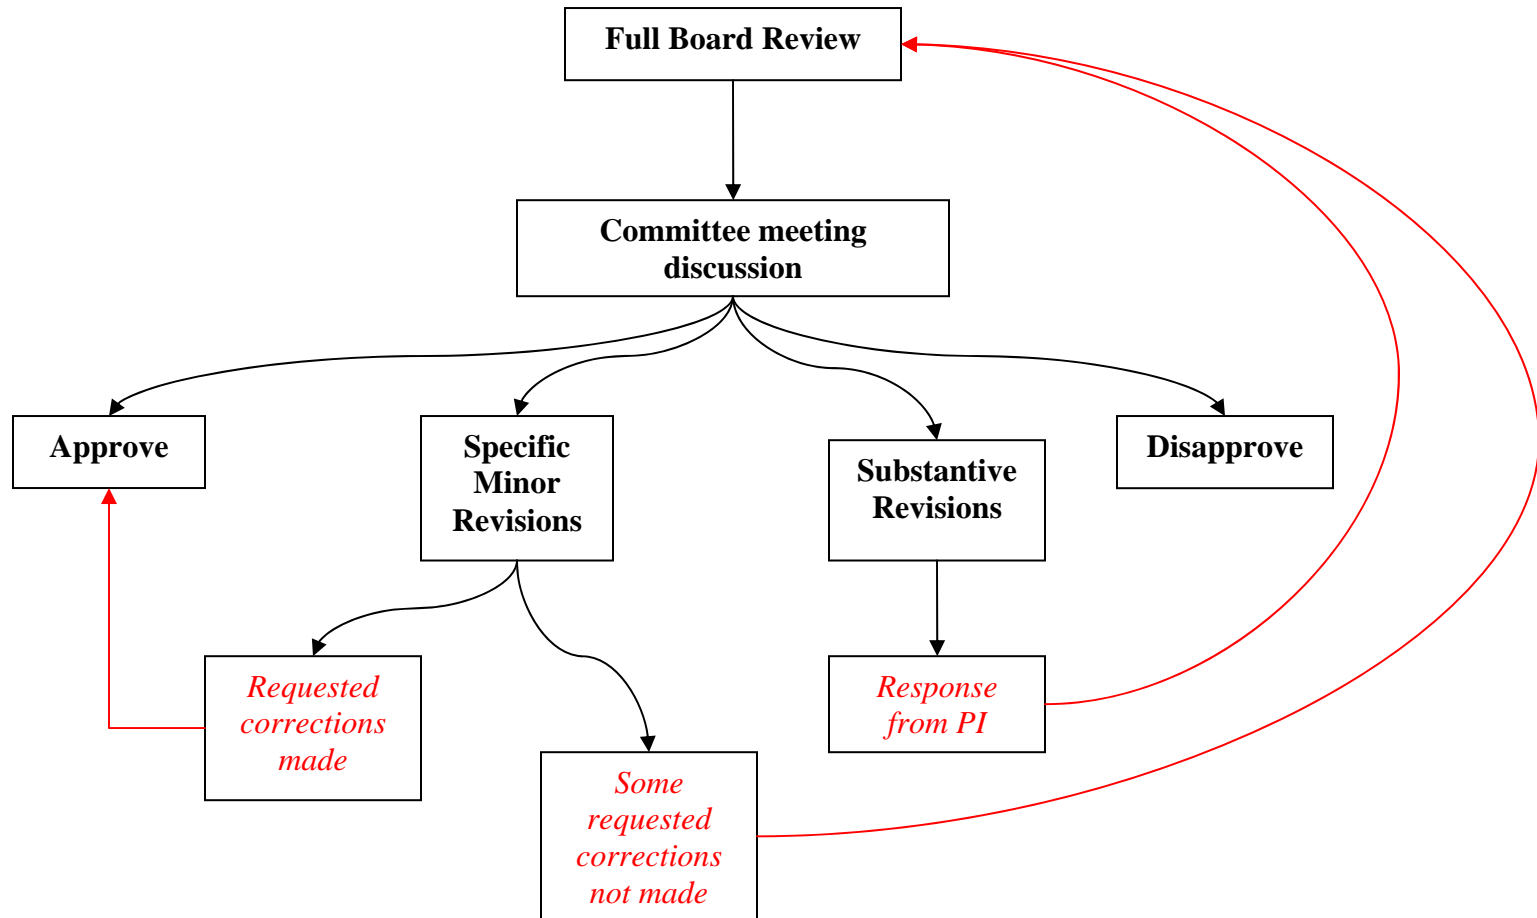 Full Board Review
Committee meeting
discussion
Approve
Specific
Minor
Revisions
Substantive
Revisions
Disapprove
Requested
corrections
made
Some
requested
corrections
not made
Response
from PI